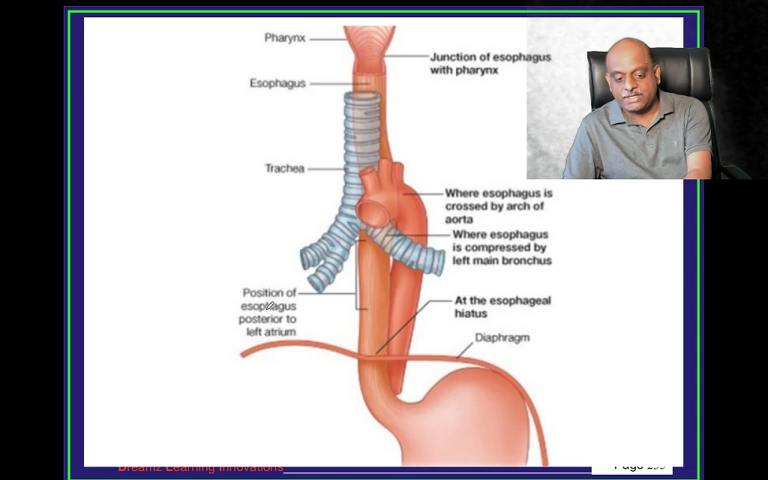 Pharynx
Junction of esophagus
with pharynx
Esophagus
Trachea
Where esophagus is
crossed by arch of
aorta
Where esophagus
is compressed by
left main bronchus
Position of
esophagus
posterior to
left atrium
At the esophageal
hiatus
Diaphragm
Dreamz Learning Innovations
Page